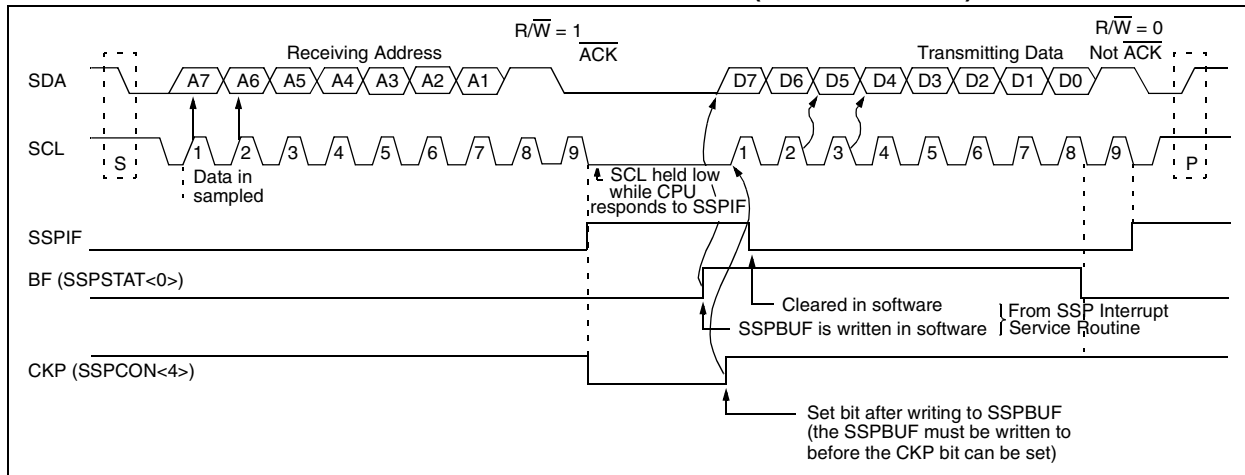 R/W = 1
R/W = 0
Receiving Address
ACK
Transmitting Data
Not ACK
SDA
A7 A6 A5 A4 A3 A2 A1
D7 D6 D5 D4 D3 D2 D1 D0
SCL
S
1 2 3 4 5 6 7 8 9
1 2 3 4 5 6 7 8 9
P
Data in
sampled
SCL held low
while CPU
responds to SSPIF
SSPIF
BF (SSPSTAT<0>)
Cleared in software
SSPBUF is written in software
From SSP Interrupt
Service Routine
CKP (SSPCON<4>)
Set bit after writing to SSPBUF
(the SSPBUF must be written to
before the CKP bit can be set)